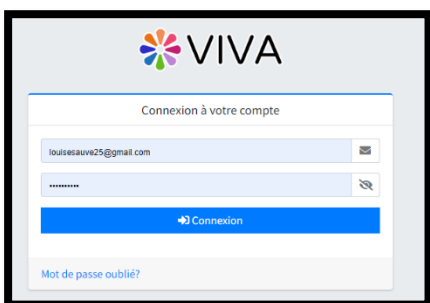 VIVA
Connexion à votre compte
louisesauve25@gmail.com
••••••••••
Connexion
Mot de passe oublié?